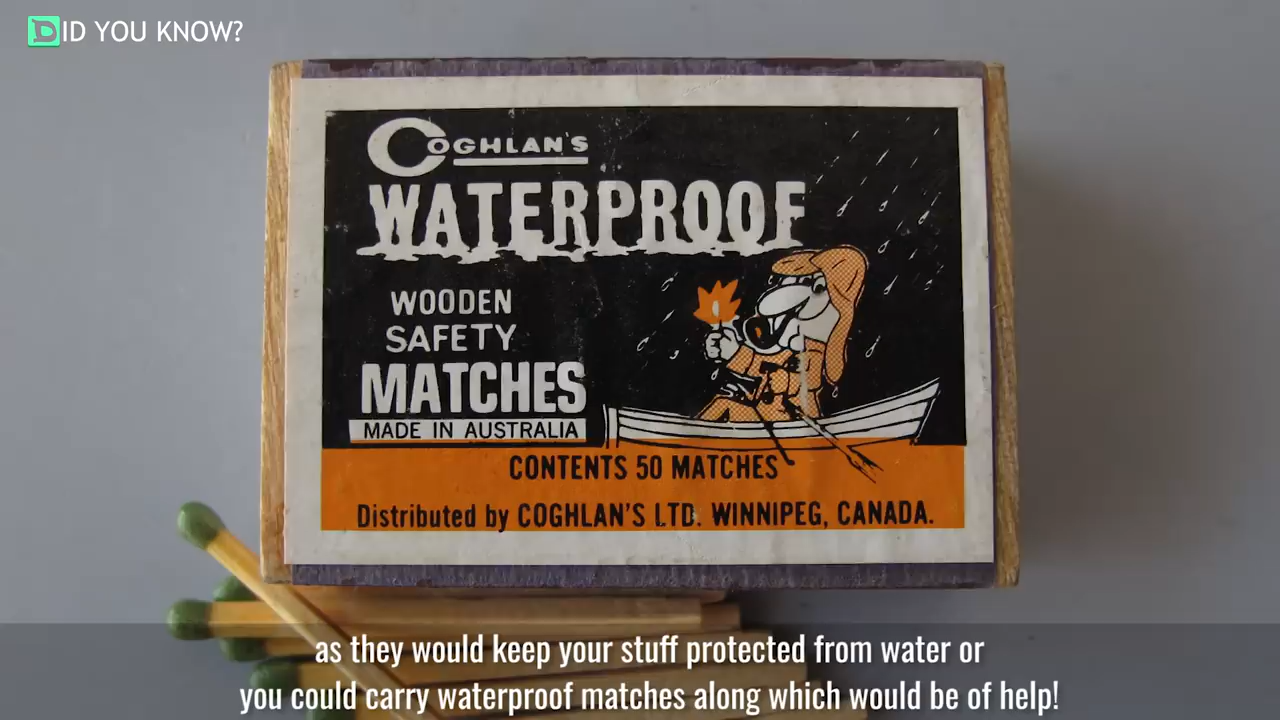 DID YOU KNOW?
COGHLAN'S
WATERPROOF
WOODEN
SAFETY
MATCHES
MADE IN AUSTRALIA
CONTENTS 50 MATCHES
Distributed by COGHLAN'S LTD. WINNIPEG, CANADA.
as they would keep your stuff protected from water or
you could carry waterproof matches along which would be of help!